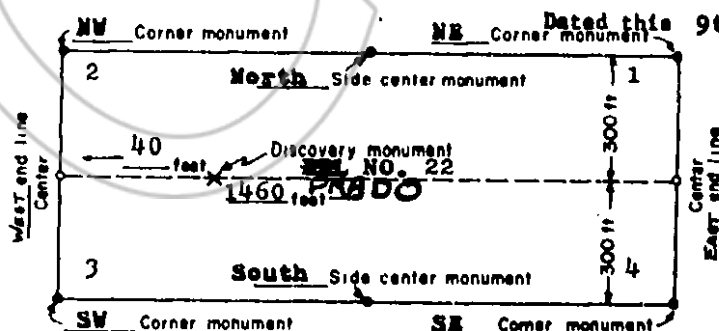 Dated this 9
NW Corner monument NE Corner monument
2 North Side center monument 1
300 ft
40 feet Discovery monument
NO. 22
PRADO
1460 feet
WEST end line
Center
Center
EAST end line
300 ft
3 South Side center monument 4
SW Corner monument SE Corner monument